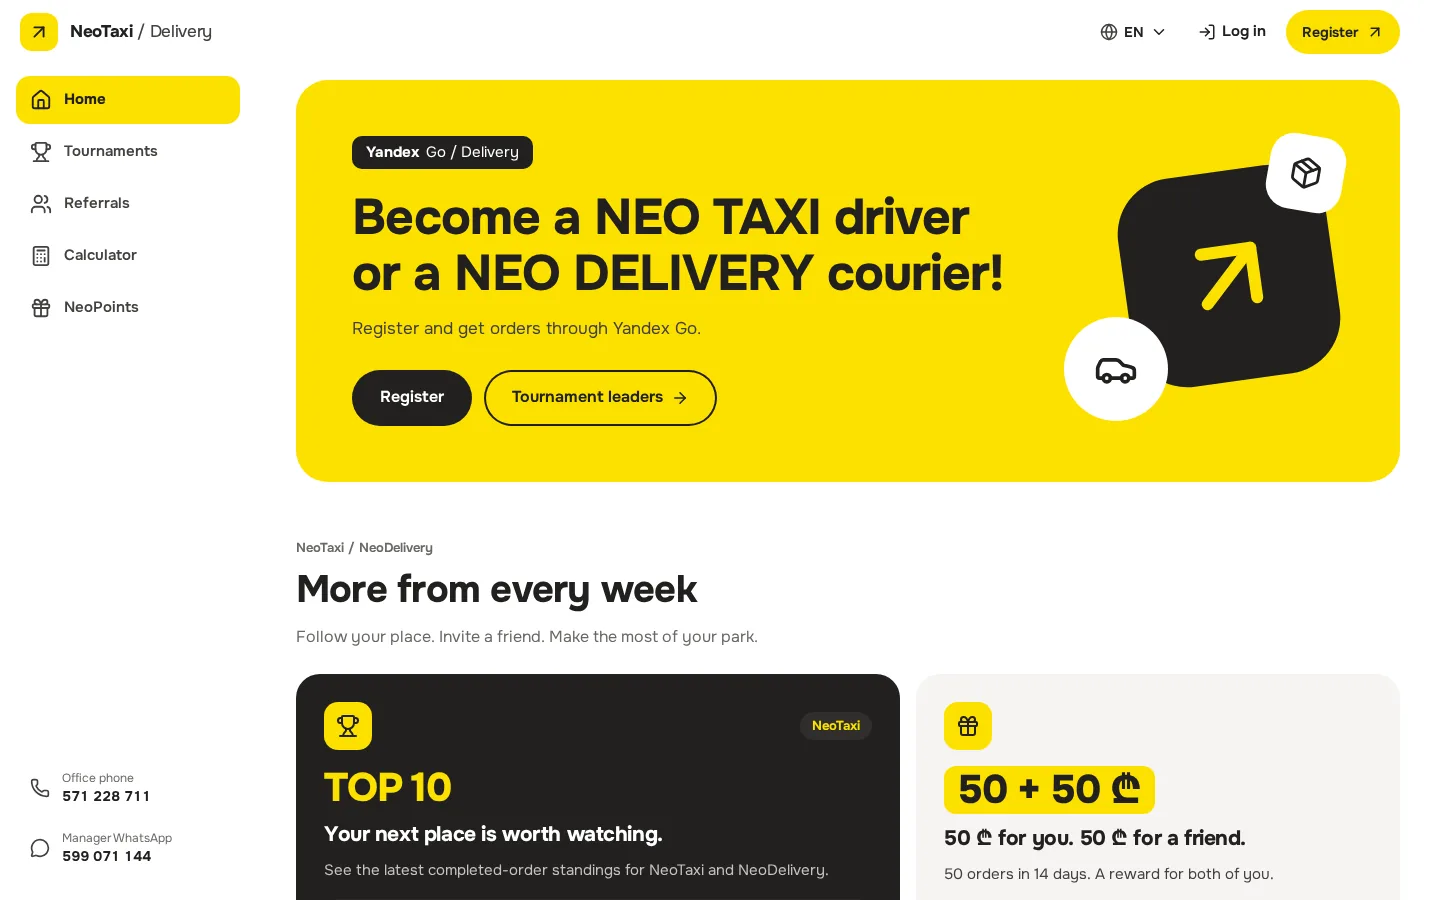 NeoTaxi / Delivery
EN
Log in
Register
Home
Tournaments
Referrals
Calculator
NeoPoints
Office phone
571 228 711
Manager WhatsApp
599 071 144
Yandex Go / Delivery
Become a NEO TAXI driver
or a NEO DELIVERY courier!
Register and get orders through Yandex Go.
Register
Tournament leaders
NeoTaxi / NeoDelivery
More from every week
Follow your place. Invite a friend. Make the most of your park.
NeoTaxi
TOP 10
Your next place is worth watching.
See the latest completed-order standings for NeoTaxi and NeoDelivery.
50 + 50 ₾
50 ₾ for you. 50 ₾ for a friend.
50 orders in 14 days. A reward for both of you.